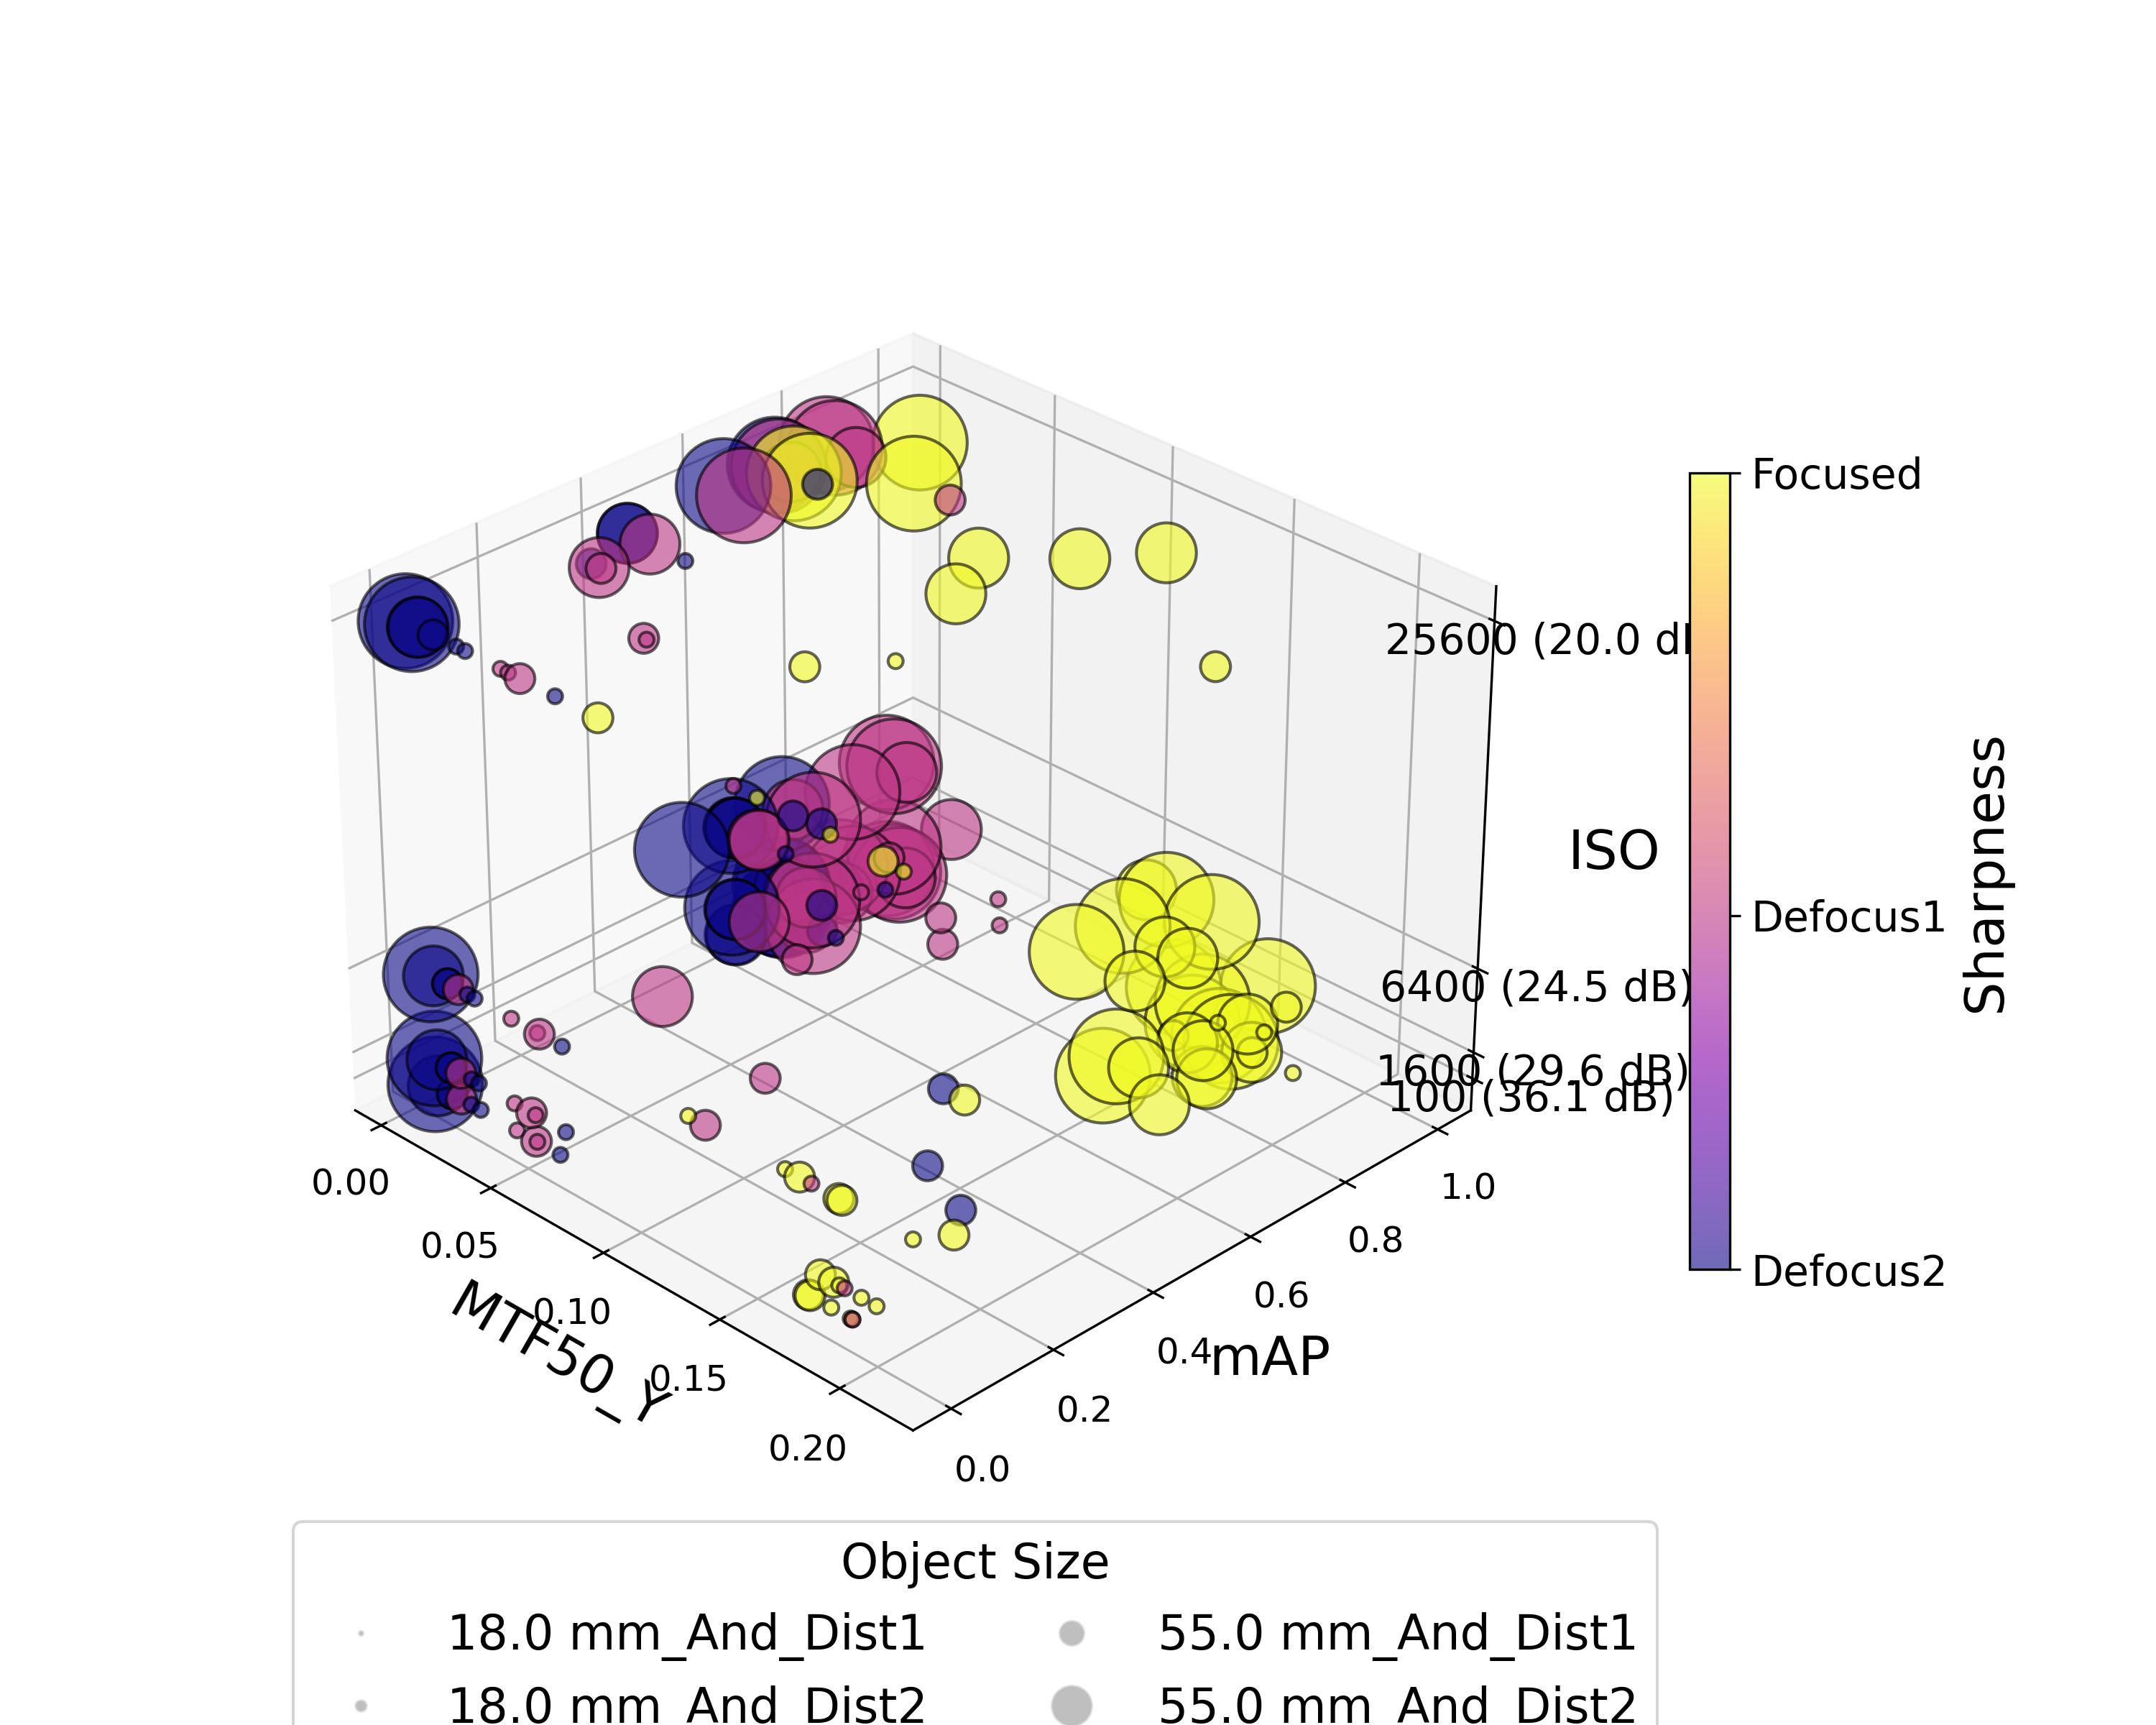 Focused
25600 (20.0 dB
ISO
Sharpness
Defocus1
6400 (24.5 dB)
1600 (29.6 dB)
100 (36.1 dB)
0.00
0.05
0.10
0.15
0.20
MTF50_Y
0.0
0.2
0.4
0.6
0.8
1.0
mAP
Defocus2
Object Size
18.0 mm_And_Dist1
55.0 mm_And_Dist1
18.0 mm_And_Dist2
55.0 mm_And_Dist2